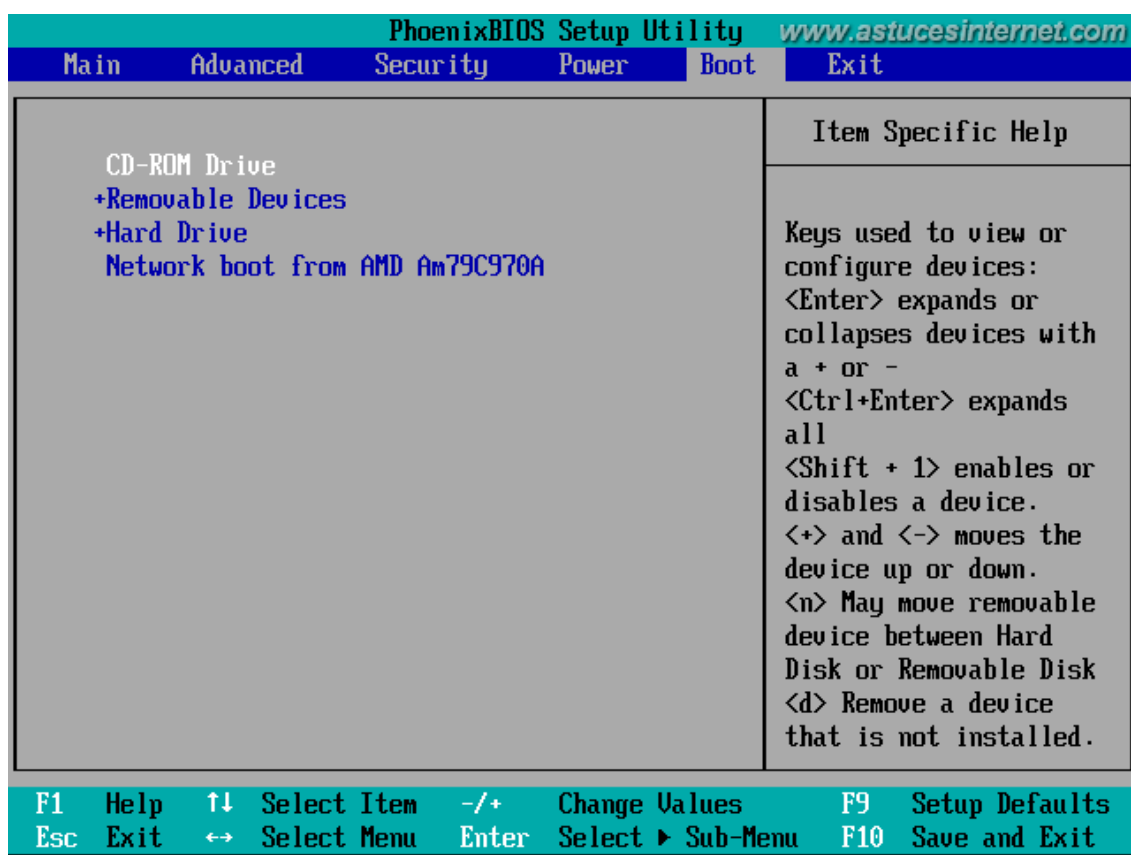 PhoenixBIOS Setup Utility www.astucesinternet.com
Main Advanced Security Power Boot Exit
CD-ROM Drive
+Removable Devices
+Hard Drive
Network boot from AMD Am79C970A
Item Specific Help
Keys used to view or
configure devices:
<Enter> expands or
collapses devices with
a + or -
<Ctrl+Enter> expands
all
<Shift + 1> enables or
disables a device.
<+> and <-> moves the
device up or down.
<n> May move removable
device between Hard
Disk or Removable Disk
<d> Remove a device
that is not installed.
F1 Help ↑↓ Select Item -/+ Change Values F9 Setup Defaults
Esc Exit ↔ Select Menu Enter Select ▶ Sub-Menu F10 Save and Exit